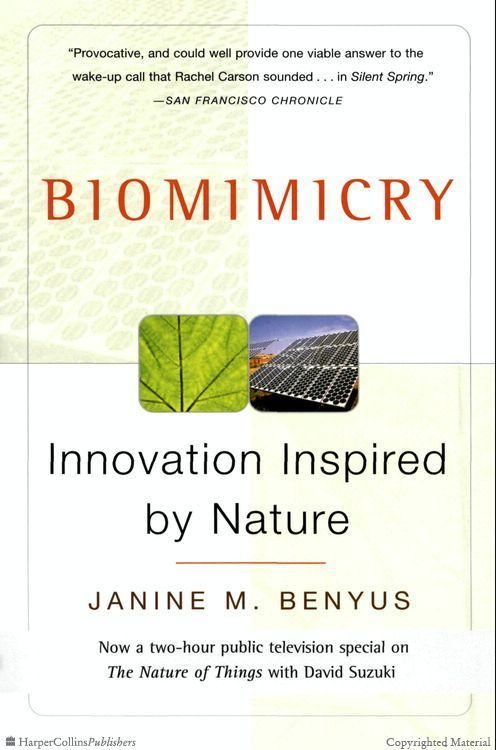 “Provocative, and could well provide one viable answer to the
wake-up call that Rachel Carson sounded . . . in Silent Spring.”
—SAN FRANCISCO CHRONICLE
BIOMIMICRY
Innovation Inspired
by Nature
JANINE M. BENYUS
Now a two-hour public television special on
The Nature of Things with David Suzuki
HarperCollinsPublishers
Copyrighted Material